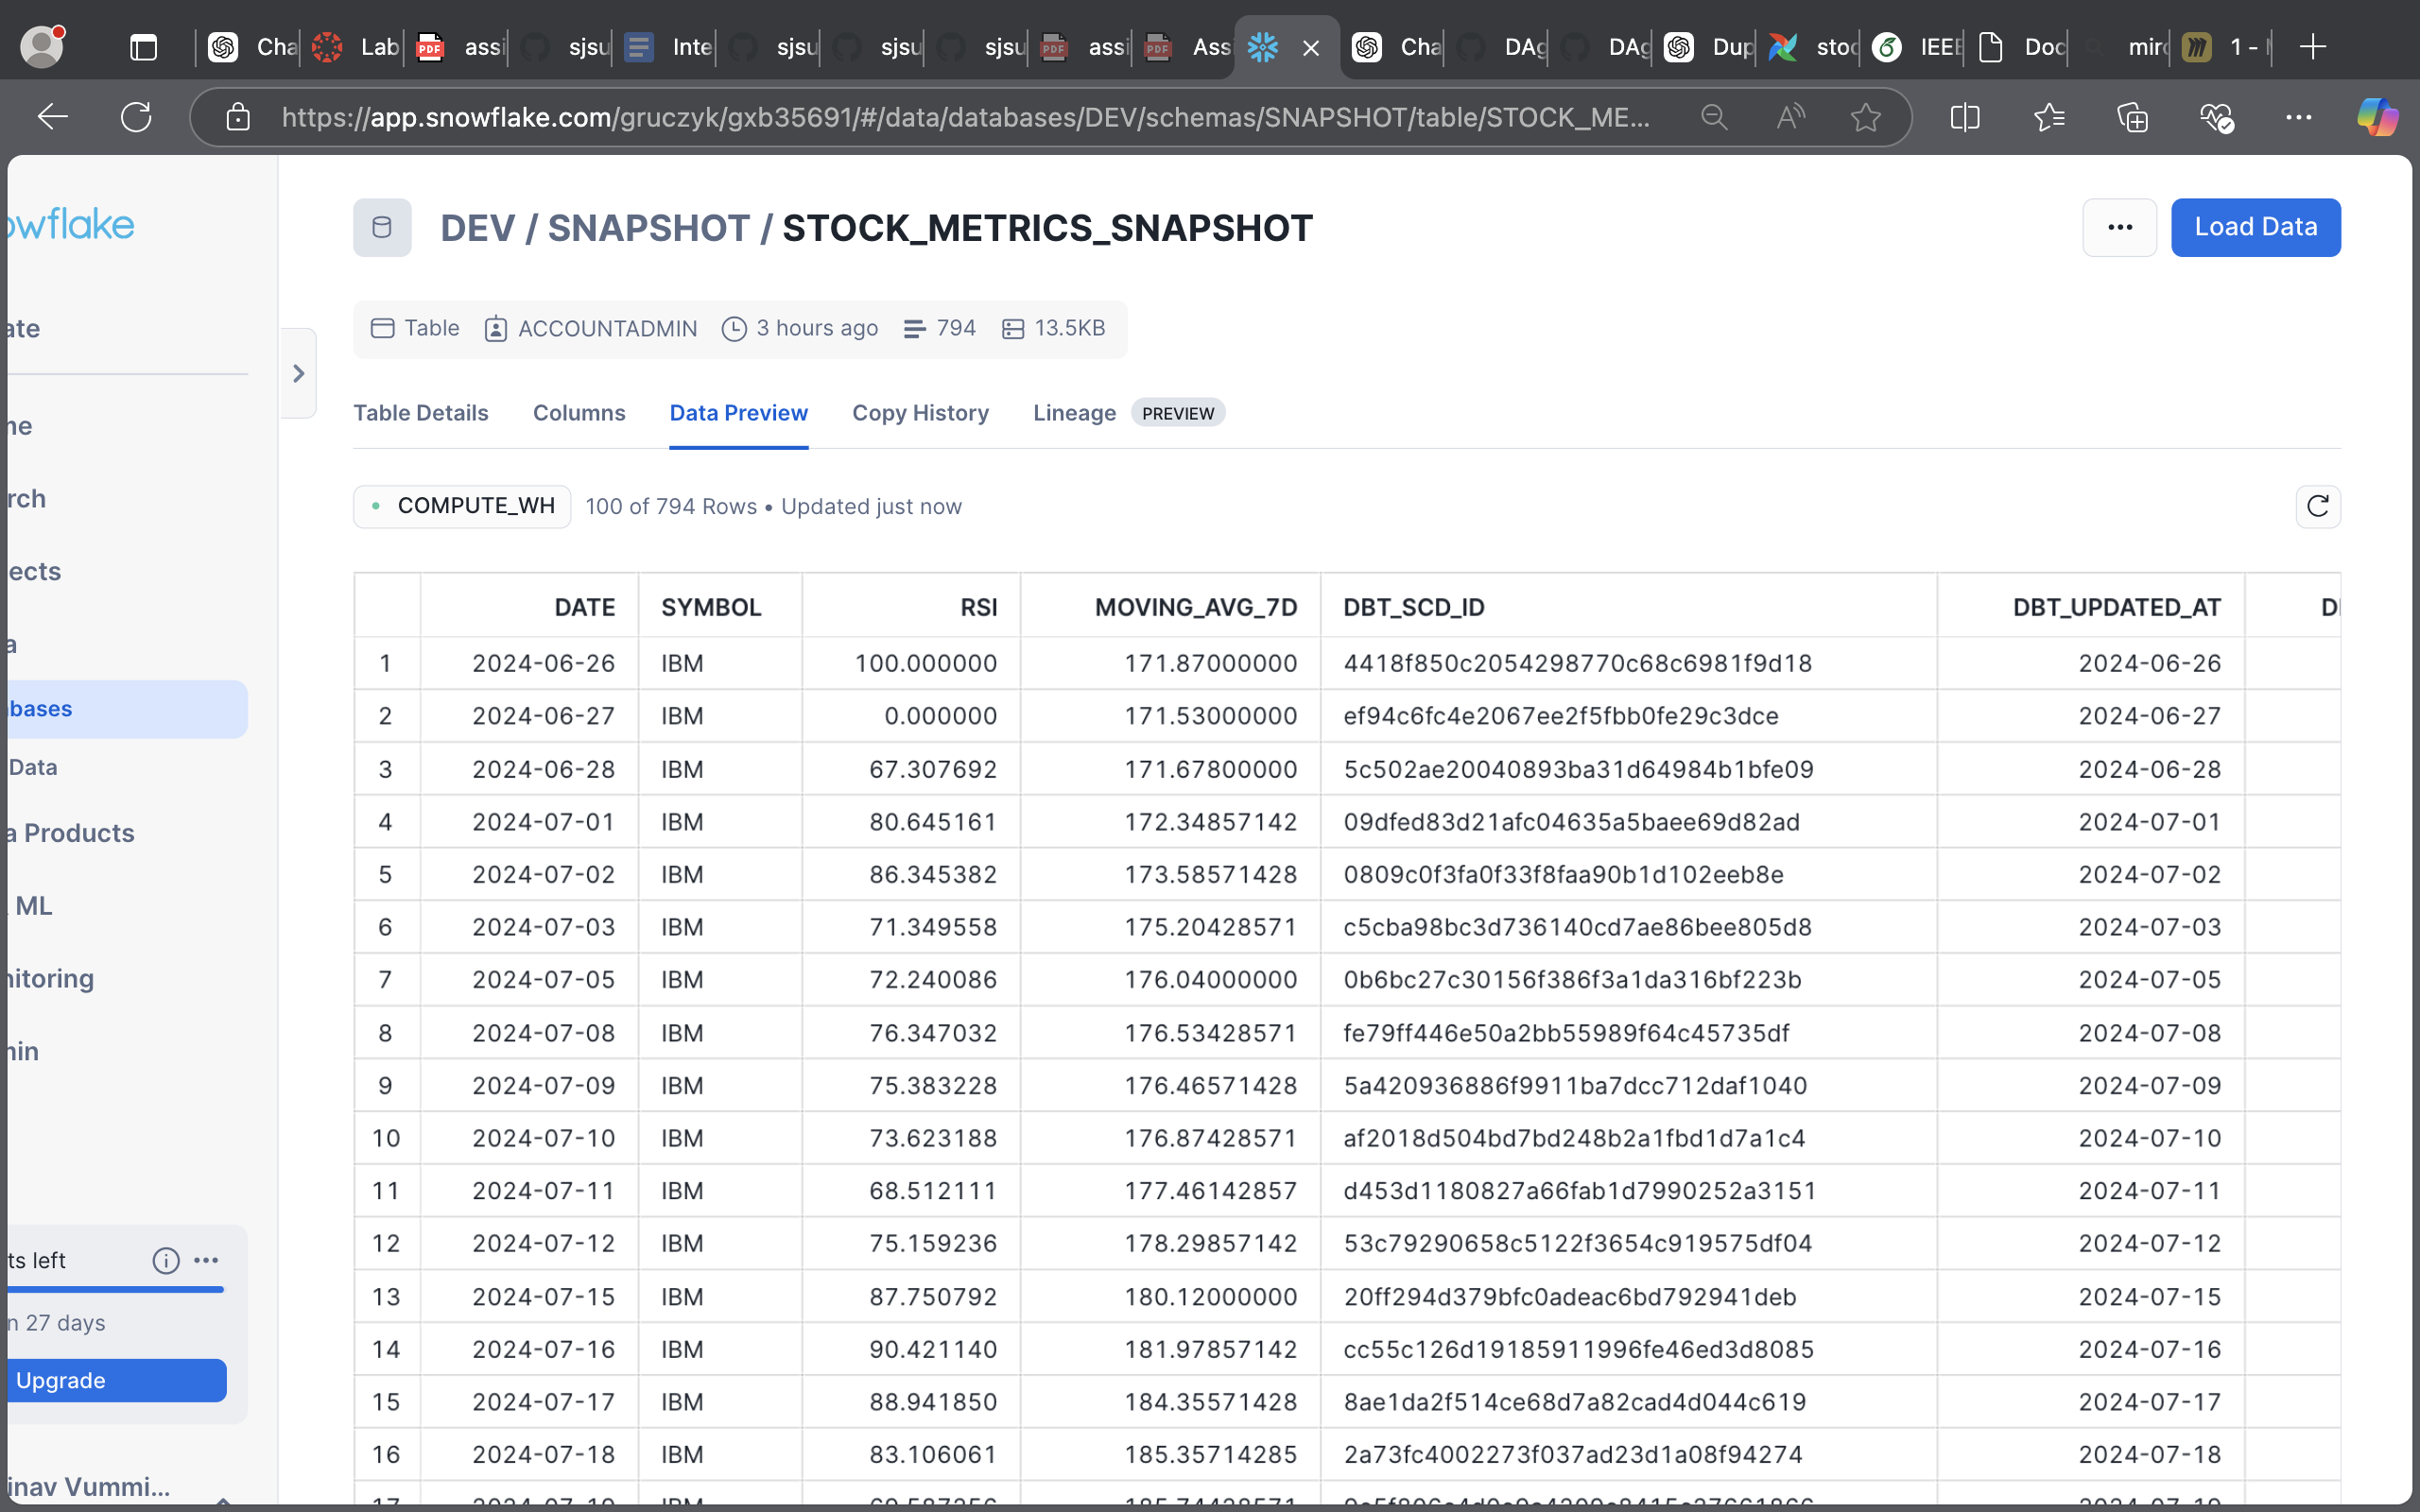 Cha Lab assi sjsu Inte sjsu sjsu sjsu assi Ass Cha DAg DAg Dup stoc IEEE Doc miro 1 -
https://app.snowflake.com/gruczyk/gxb35691/#/data/databases/DEV/schemas/SNAPSHOT/table/STOCK_ME...
owflake
DEV / SNAPSHOT / STOCK_METRICS_SNAPSHOT
... Load Data
ate
Table ACCOUNTADMIN 3 hours ago 794 13.5KB
ne
Table Details Columns Data Preview Copy History Lineage PREVIEW
rch
COMPUTE_WH 100 of 794 Rows • Updated just now
ects
a
bases
Data
a Products
ML
nitoring
nin
ts left
n 27 days
Upgrade
inav Vummi...
DATE SYMBOL RSI MOVING_AVG_7D DBT_SCD_ID DBT_UPDATED_AT
1 2024-06-26 IBM 100.000000 171.87000000 4418f850c2054298770c68c6981f9d18 2024-06-26
2 2024-06-27 IBM 0.000000 171.53000000 ef94c6fc4e2067ee2f5fbb0fe29c3dce 2024-06-27
3 2024-06-28 IBM 67.307692 171.67800000 5c502ae20040893ba31d64984b1bfe09 2024-06-28
4 2024-07-01 IBM 80.645161 172.34857142 09dfed83d21afc04635a5baee69d82ad 2024-07-01
5 2024-07-02 IBM 86.345382 173.58571428 0809c0f3fa0f33f8faa90b1d102eeb8e 2024-07-02
6 2024-07-03 IBM 71.349558 175.20428571 c5cba98bc3d736140cd7ae86bee805d8 2024-07-03
7 2024-07-05 IBM 72.240086 176.04000000 0b6bc27c30156f386f3a1da316bf223b 2024-07-05
8 2024-07-08 IBM 76.347032 176.53428571 fe79ff446e50a2bb55989f64c45735df 2024-07-08
9 2024-07-09 IBM 75.383228 176.46571428 5a420936886f9911ba7dcc712daf1040 2024-07-09
10 2024-07-10 IBM 73.623188 176.87428571 af2018d504bd7bd248b2a1fbd1d7a1c4 2024-07-10
11 2024-07-11 IBM 68.512111 177.46142857 d453d1180827a66fab1d7990252a3151 2024-07-11
12 2024-07-12 IBM 75.159236 178.29857142 53c79290658c5122f3654c919575df04 2024-07-12
13 2024-07-15 IBM 87.750792 180.12000000 20ff294d379bfc0adeac6bd792941deb 2024-07-15
14 2024-07-16 IBM 90.421140 181.97857142 cc55c126d19185911996fe46ed3d8085 2024-07-16
15 2024-07-17 IBM 88.941850 184.35571428 8ae1da2f514ce68d7a82cad4d044c619 2024-07-17
16 2024-07-18 IBM 83.106061 185.35714285 2a73fc4002273f037ad23d1a08f94274 2024-07-18